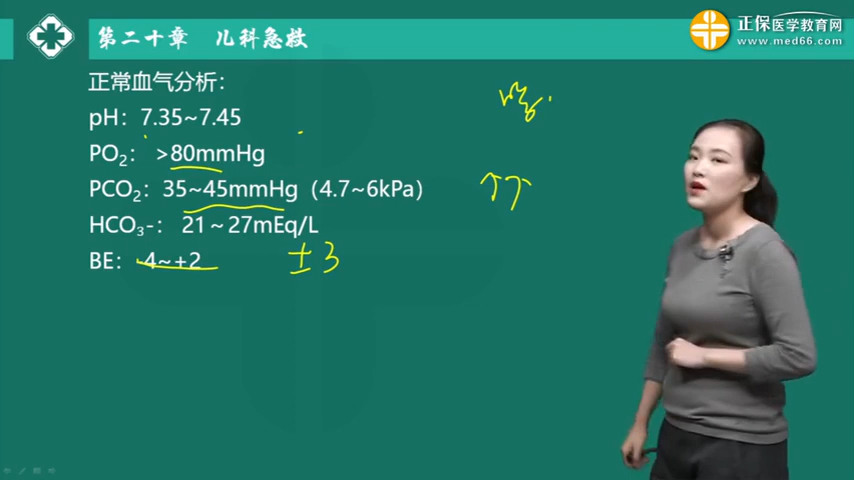 第二十章 儿科急救
正保医学教育网
www.med66.com
正常血气分析：
pH：7.35~7.45
PO₂： >80mmHg
PCO₂：35~45mmHg（4.7~6kPa）
↑↑
HCO₃-： 21～27mEq/L
BE： -4~+2
±3